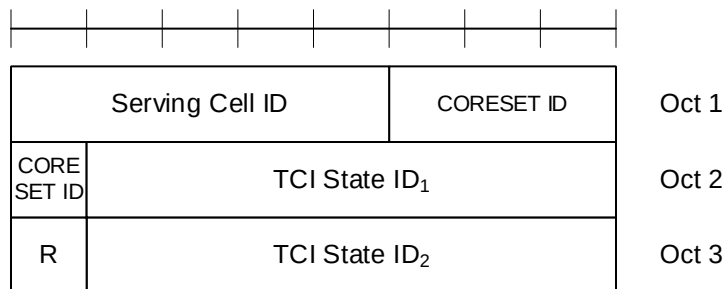 Serving Cell ID CORESET ID Oct 1
CORE
SET ID TCI State ID₁ Oct 2
R TCI State ID₂ Oct 3